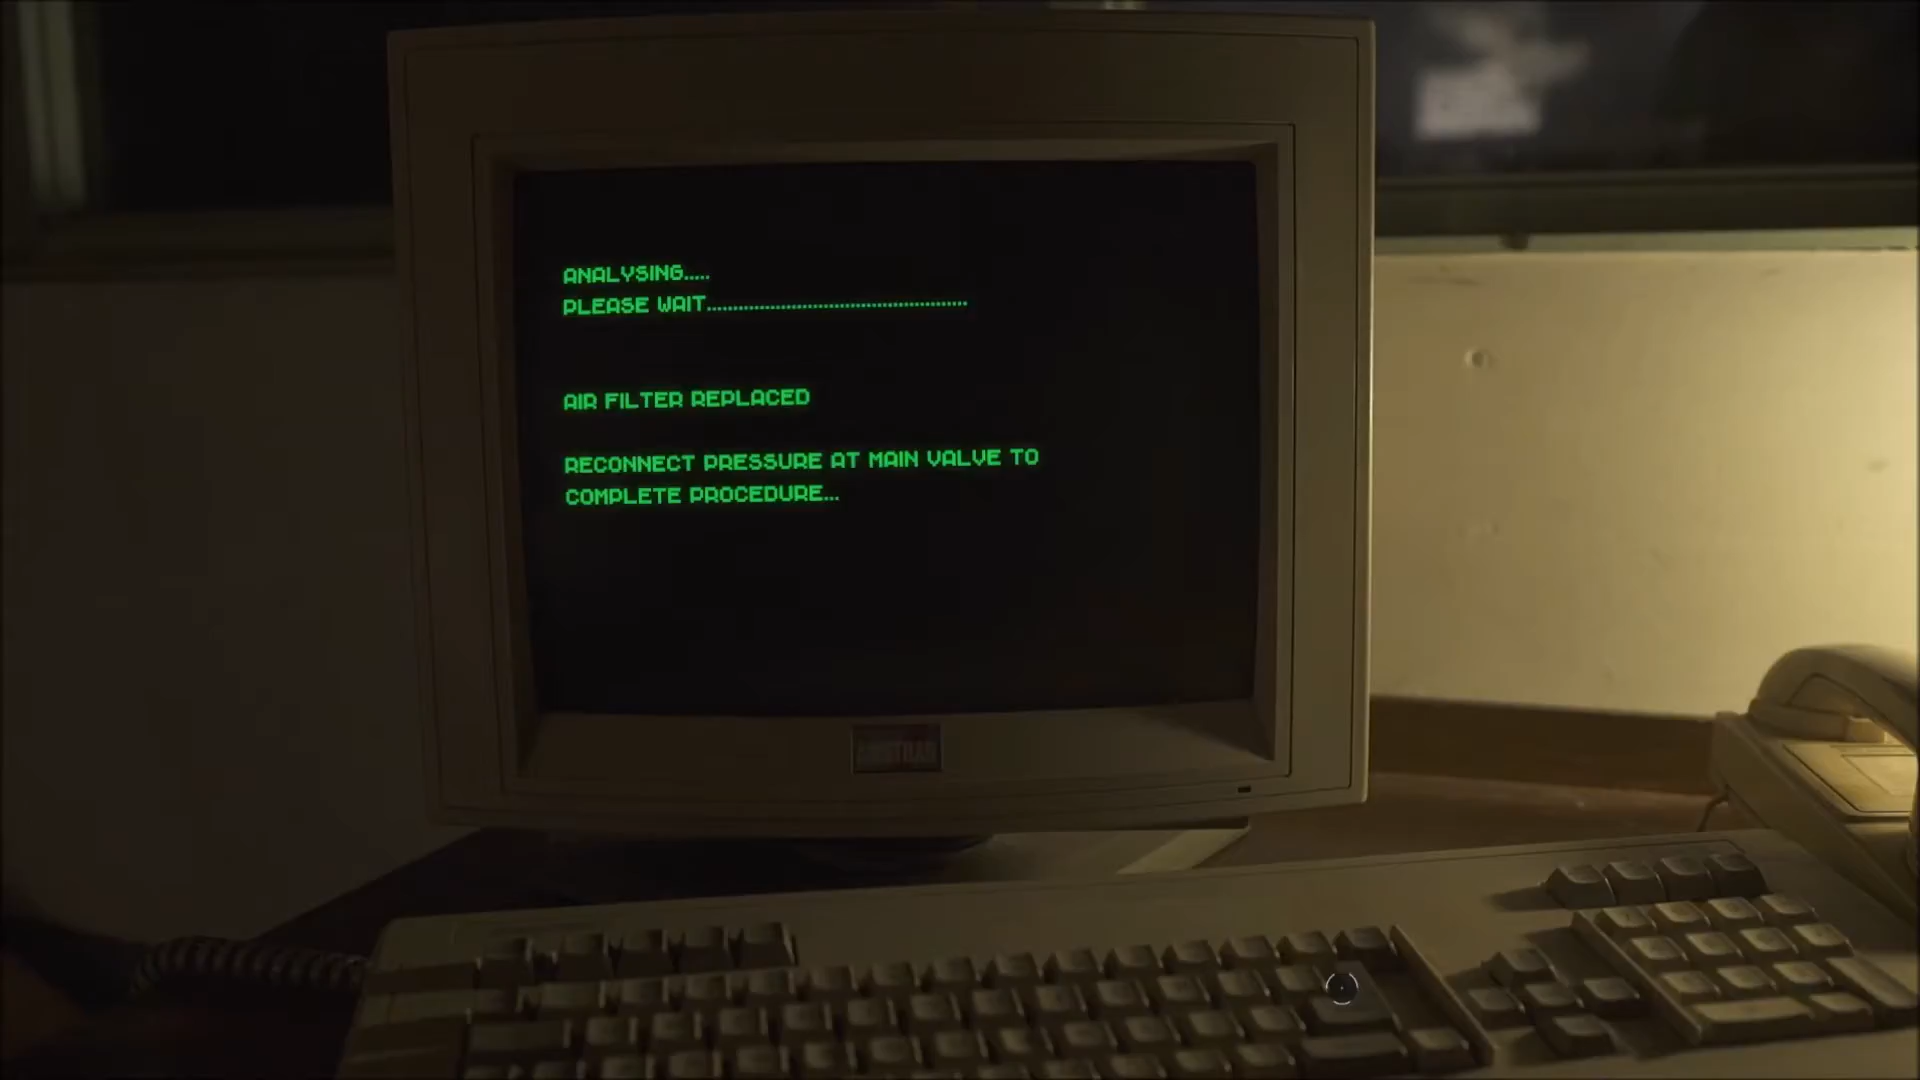 ANALYSING.....
PLEASE WAIT...............................................
AIR FILTER REPLACED
RECONNECT PRESSURE AT MAIN VALVE TO
COMPLETE PROCEDURE...